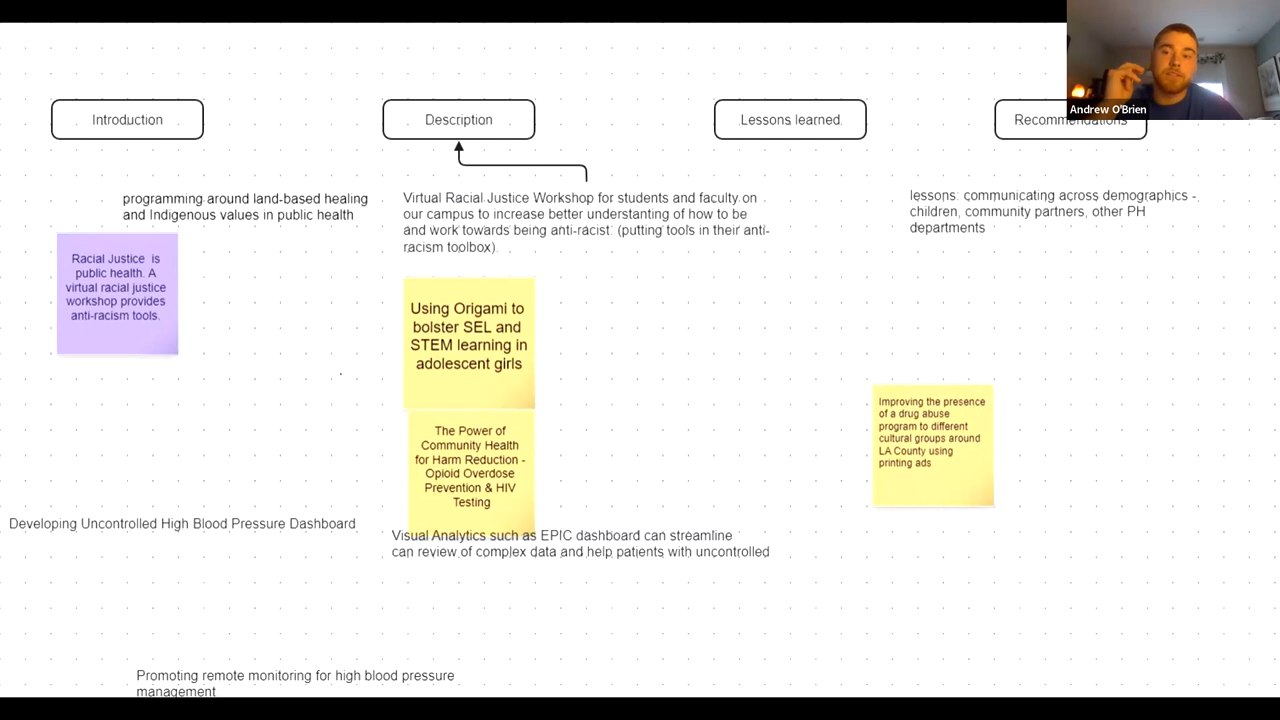 Andrew O'Brien
Introduction
Description
Lessons learned.
Recommendations
programming around land-based healing
and Indigenous values in public health
Virtual Racial Justice Workshop for students and faculty on
our campus to increase better understanding of how to be
and work towards being anti-racist: (putting tools in their anti-
racism toolbox).
lessons: communicating across demographics -
children, community partners, other PH
departments
Racial Justice is
public health. A
virtual racial justice
workshop provides
anti-racism tools.
Using Origami to
bolster SEL and
STEM learning in
adolescent girls
Improving the presence
of a drug abuse
program to different
cultural groups around
LA County using
printing ads
The Power of
Community Health
for Harm Reduction -
Opioid Overdose
Prevention & HIV
Testing
Developing Uncontrolled High Blood Pressure Dashboard
Visual Analytics such as EPIC dashboard can streamline
can review of complex data and help patients with uncontrolled
Promoting remote monitoring for high blood pressure
management